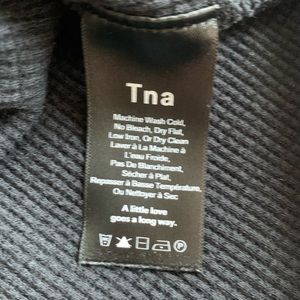 Tna
Machine Wash Cold,
No Bleach, Dry Flat,
Low Iron, Or Dry Clean
Laver à La Machine à
L'eau Froide,
Pas De Blanchiment,
Sécher à Plat,
Repasser à Basse Température,
Ou Nettoyer à Sec
A little love
goes a long way.
P